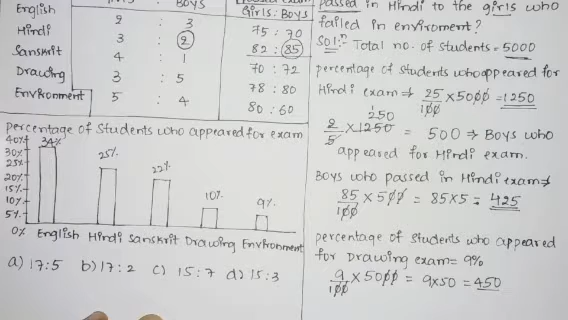 BOYS
English 2 : 3
Hindi 3 : 2
Sanskrit 4 : 1
Drawing 3 : 5
Environment 5 : 4
Girls : BOYS
75 : 70
82 : 85
70 : 72
78 : 80
80 : 60
percentage of students who appeared for exam
40%
30%
25%
20%
15%
10%
5%
0%
34%
25%
22%
10%
9%
English Hindi Sanskrit Drawing Environment
a) 17:5 b) 17:2 c) 15:7 d) 15:3
passed in Hindi to the girls who
failed in enviroment?
Sol:n Total no. of students = 5000
percentage of students who appeared for
Hindi exam ⇒ 25/100 × 5000 = 1250
250
2/5 × 1250 = 500 ⇒ Boys who
appeared for Hindi exam.
Boys who passed in Hindi exam ⇒
85/100 × 500 = 85×5 = 425
percentage of students who appeared
for Drawing exam = 9%
9/100 × 5000 = 9×50 = 450